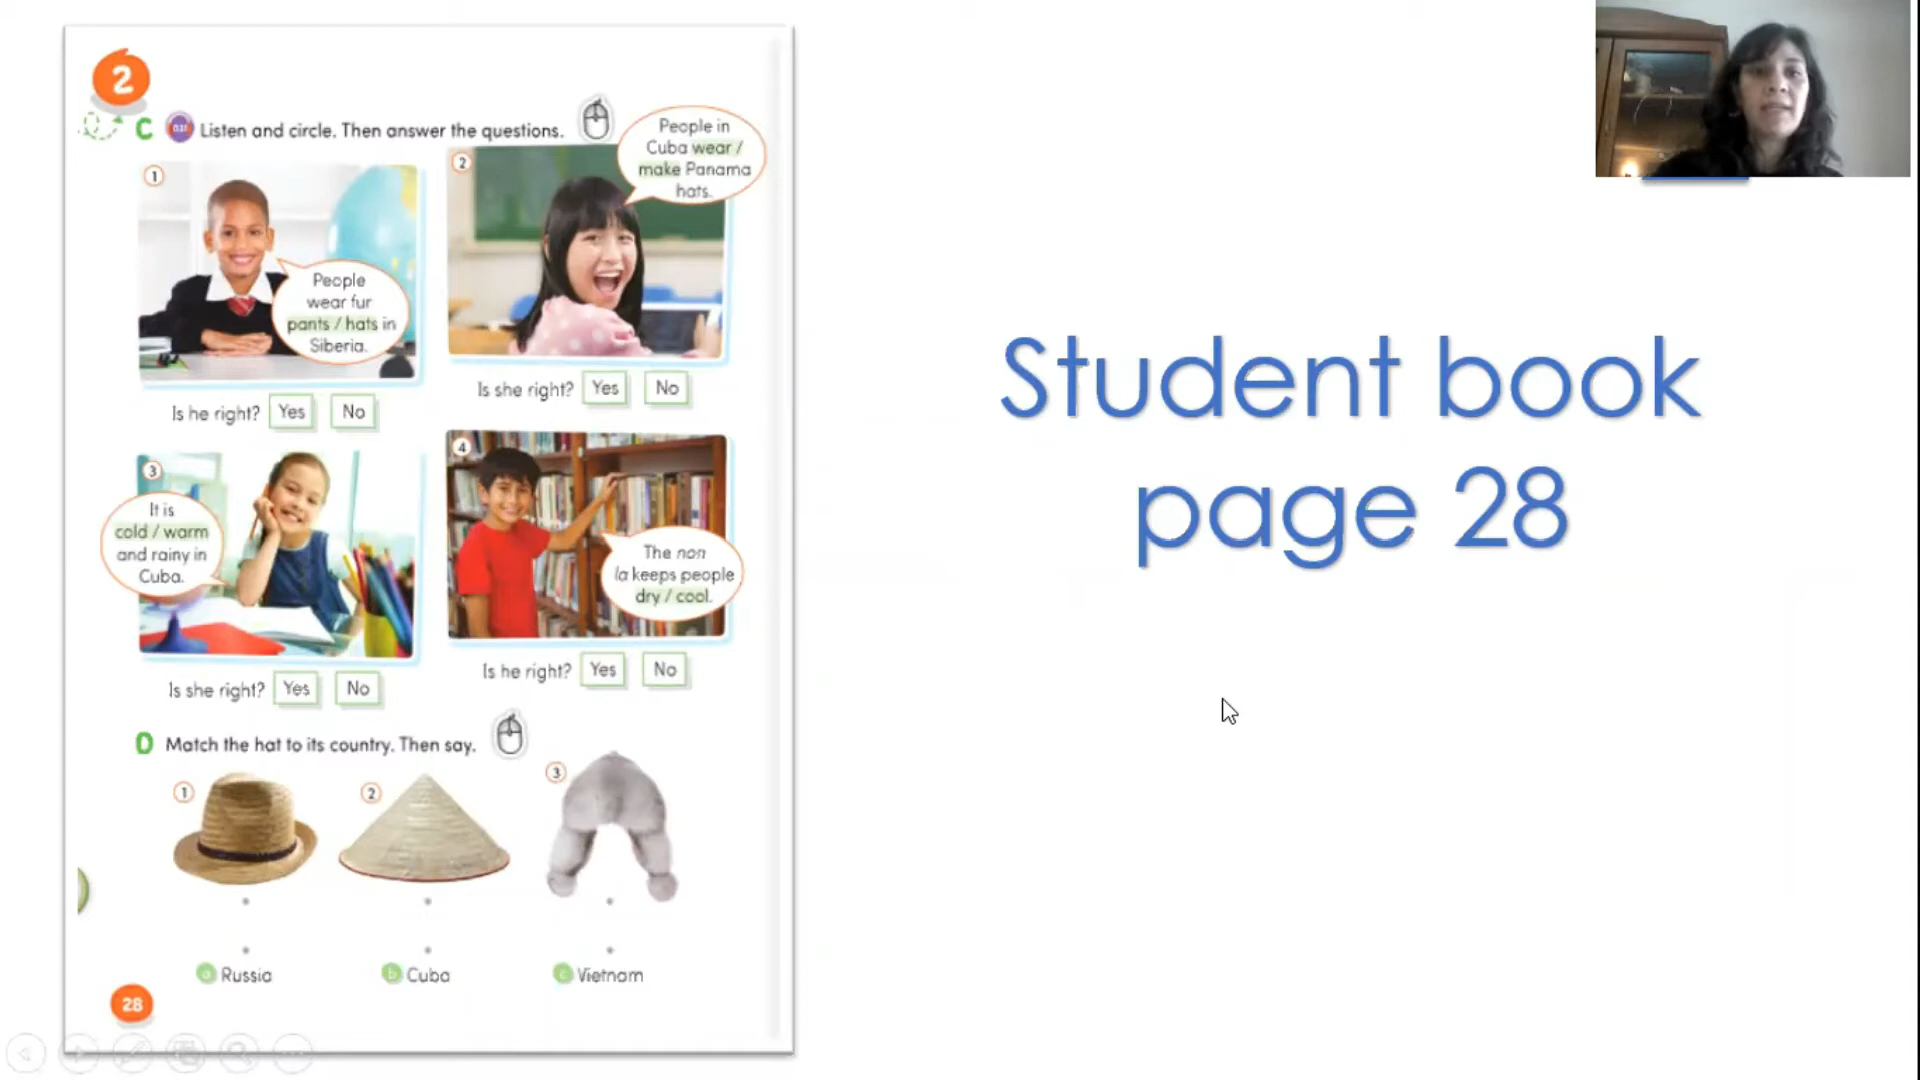 2
C Listen and circle. Then answer the questions.
1
People
wear fur
pants / hats in
Siberia.
Is he right? Yes No
2
People in
Cuba wear /
make Panama
hats.
Is she right? Yes No
3
It is
cold / warm
and rainy in
Cuba.
Is she right? Yes No
4
The non
la keeps people
dry / cool.
Is he right? Yes No
D Match the hat to its country. Then say.
1
2
3
a Russia
b Cuba
c Vietnam
28
Student book
page 28